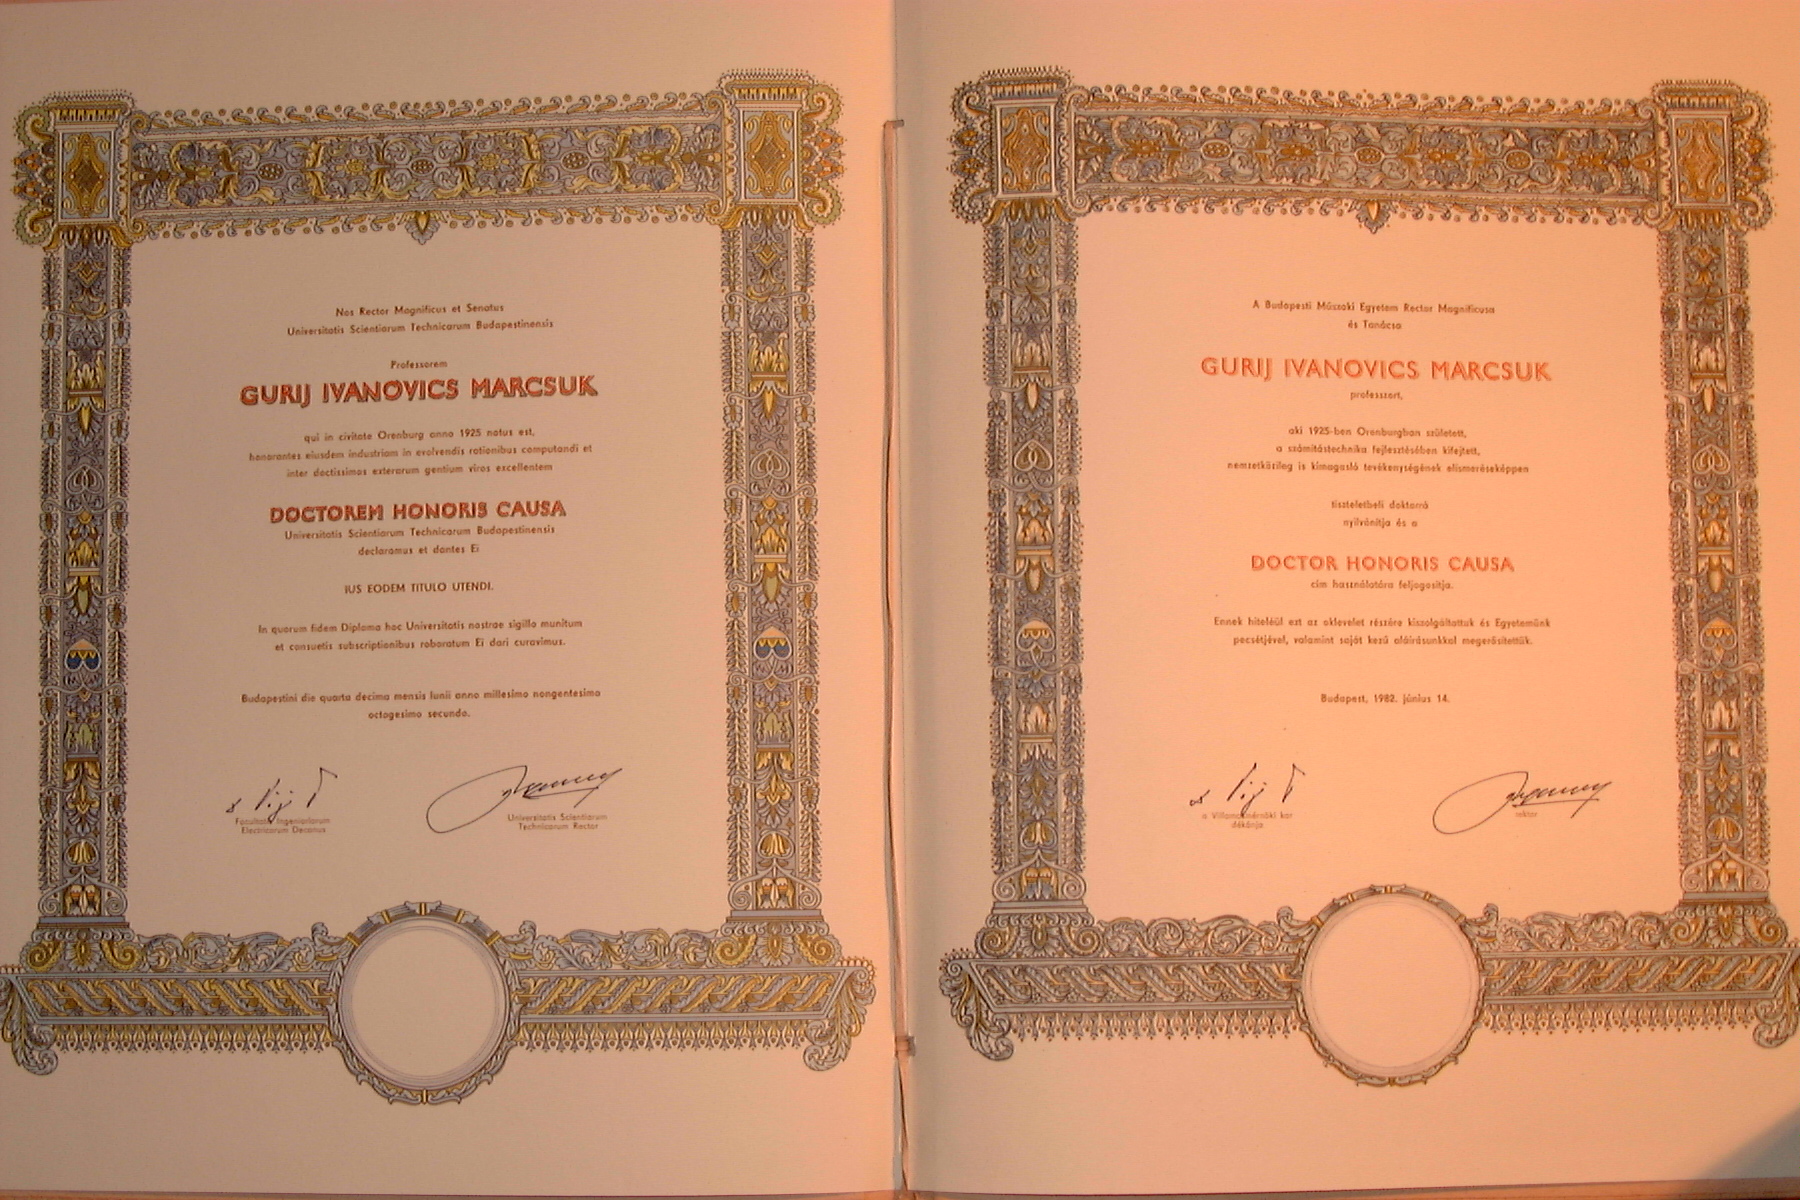 Nos Rector Magnificus et Senatus
Universitatis Scientiarum Technicarum Budapestinensis
Professorem
GURIJ IVANOVICS MARCSUK
qui in civitate Orenburg anno 1925 natus est,
honorantes eiusdem industriam in evolvendis rationibus computandi et
inter doctissimos exterarum gentium viros excellentem
DOCTOREM HONORIS CAUSA
Universitatis Scientiarum Technicarum Budapestinensis
declaramus et dantes Ei
IUS EODEM TITULO UTENDI.
In quorum fidem Diploma hoc Universitatis nostrae sigillo munitum
et consuetis subscriptionibus roboratum Ei dari curavimus.
Budapestini die quarta decima mensis Iunii anno millesimo nongentesimo
octogesimo secundo.
Facultatis Ingeniariorum
Electricorum Decanus
Universitatis Scientiarum
Technicarum Rector
A Budapesti Műszaki Egyetem Rector Magnificusa
és Tanácsa
GURIJ IVANOVICS MARCSUK
professzort,
aki 1925-ben Orenburgban született,
a számítástechnika fejlesztésében kifejtett,
nemzetközileg is kimagasló tevékenységének elismeréseképpen
tiszteletbeli doktorrá
nyilvánítja és a
DOCTOR HONORIS CAUSA
cím használatára feljogosítja.
Ennek hiteléül ezt az oklevelet részére kiszolgáltattuk és Egyetemünk
pecsétjével, valamint saját kezű aláírásunkkal megerősítettük.
Budapest, 1982. június 14.
a Villamosmérnöki kar
dékánja
rektor